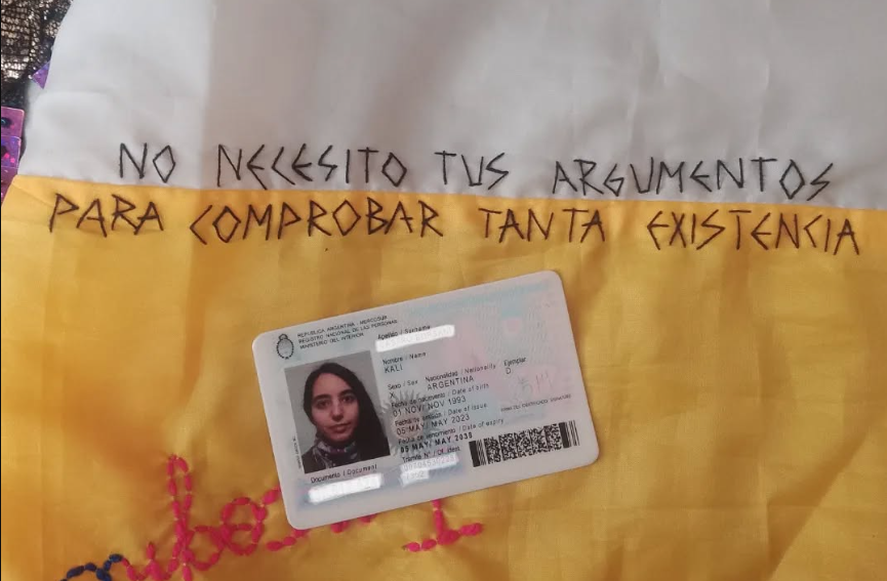 NO NECESITO TUS ARGUMENTOS
PARA COMPROBAR TANTA EXISTENCIA
REPUBLICA ARGENTINA - MERCOSUR
REGISTRO NACIONAL DE LAS PERSONAS
MINISTERIO DEL INTERIOR
Apellido / Surname
Nombre / Name
KALI
Sexo / Sex Nacionalidad / Nationality Ejemplar
ARGENTINA D
Fecha de nacimiento / Date of birth
01 NOV/ NOV 1993
Fecha de emisión / Date of issue
05 MAY/ MAY 2023
Fecha de vencimiento / Date of expiry
05 MAY/ MAY 2038
Trámite N° / Of. ident.
Documento / Document